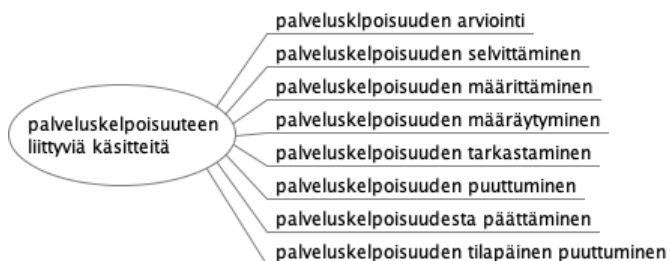 palvelusklpoisuuden arviointi
palveluskelpoisuuden selvittäminen
palveluskelpoisuuden määrittäminen
palveluskelpoisuuteen
liittyviä käsitteitä
palveluskelpoisuuden määräytyminen
palveluskelpoisuuden tarkastaminen
palveluskelpoisuuden puuttuminen
palveluskelpoisuudesta päättäminen
palveluskelpoisuuden tilapäinen puuttuminen